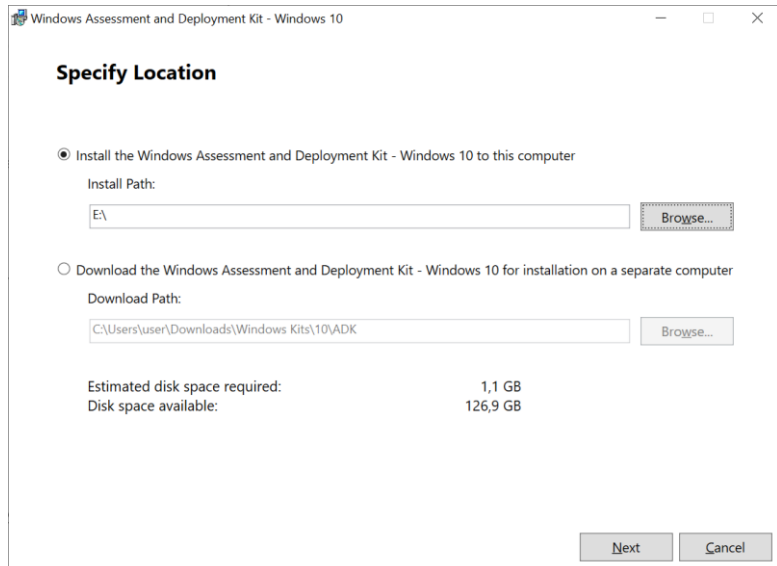 Windows Assessment and Deployment Kit - Windows 10
Specify Location
Install the Windows Assessment and Deployment Kit - Windows 10 to this computer
Install Path:
E:\
Browse...
Download the Windows Assessment and Deployment Kit - Windows 10 for installation on a separate computer
Download Path:
C:\Users\user\Downloads\Windows Kits\10\ADK
Browse...
Estimated disk space required: 1,1 GB
Disk space available: 126,9 GB
Next Cancel